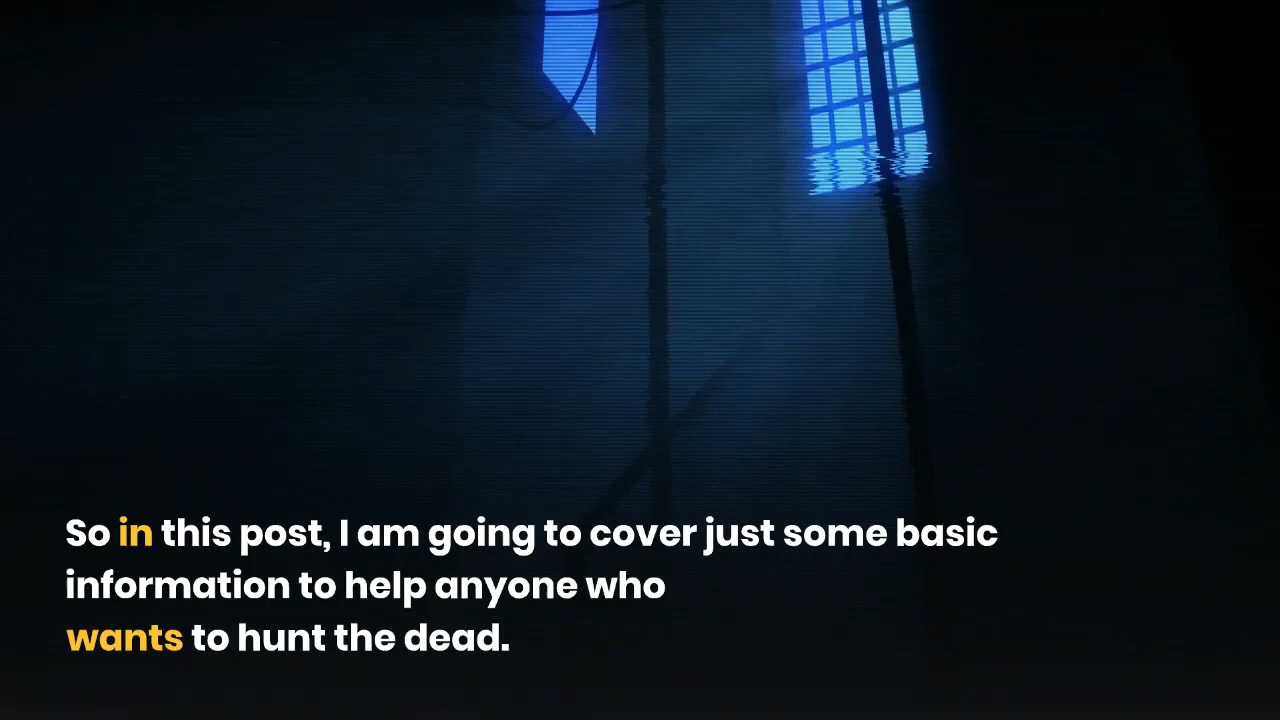 So in this post, I am going to cover just some basic
information to help anyone who
wants to hunt the dead.